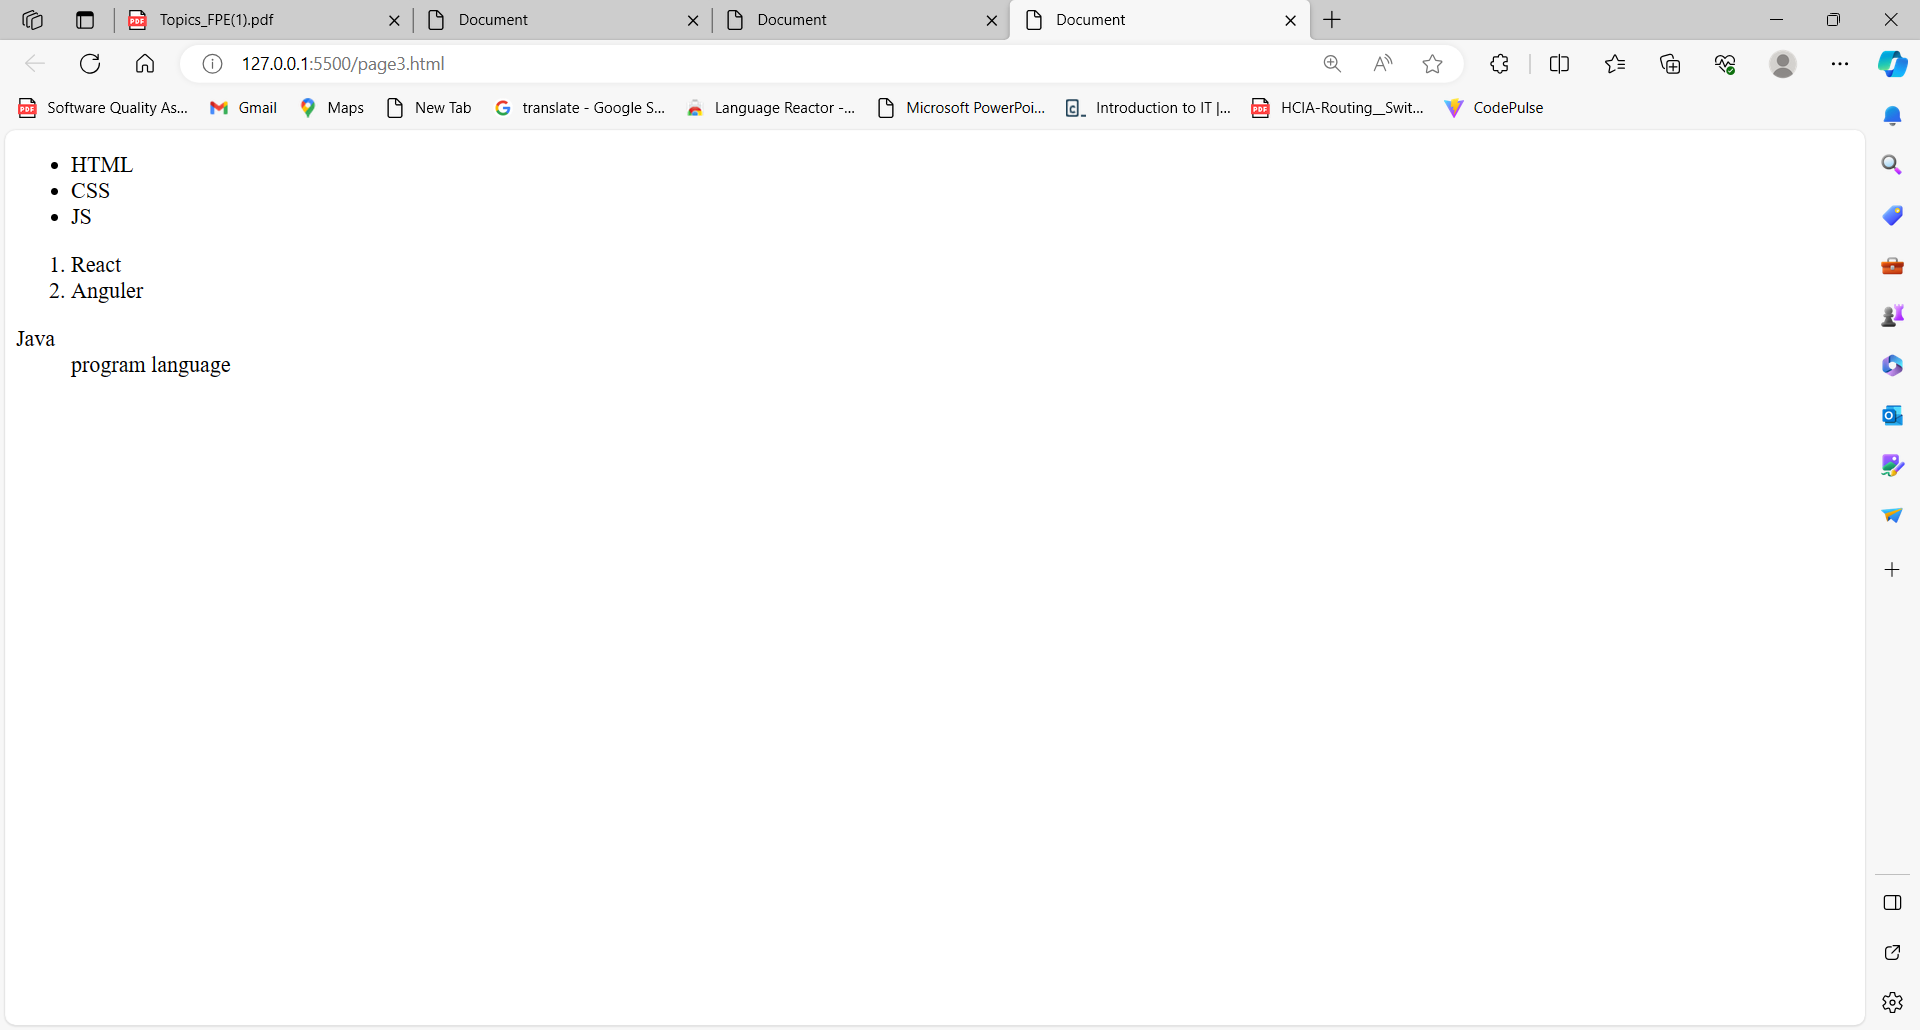 Topics_FPE(1).pdf
Document
Document
Document
127.0.0.1:5500/page3.html
Software Quality As...
Gmail
Maps
New Tab
translate - Google S...
Language Reactor -...
Microsoft PowerPoi...
Introduction to IT |...
HCIA-Routing__Swit...
CodePulse
• HTML
• CSS
• JS
1. React
2. Anguler
Java
program language